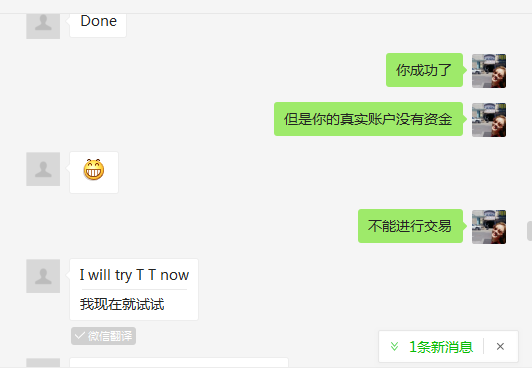 Done
你成功了
但是你的真实账户没有资金
不能进行交易
I will try T T now
我现在就试试
微信翻译
1条新消息